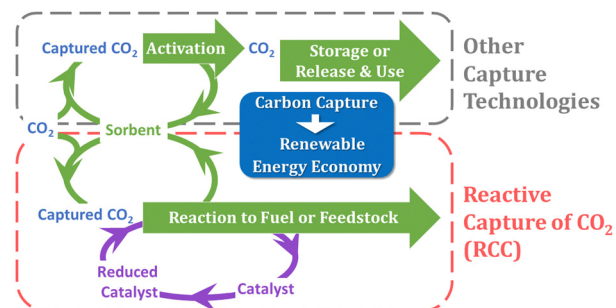 Captured CO₂
Activation
CO₂
Storage or
Release & Use
Other
Capture
Technologies
CO₂
Sorbent
Carbon Capture
Renewable
Energy Economy
Captured CO₂
Reaction to Fuel or Feedstock
Reactive
Capture of CO₂
(RCC)
Reduced
Catalyst
Catalyst